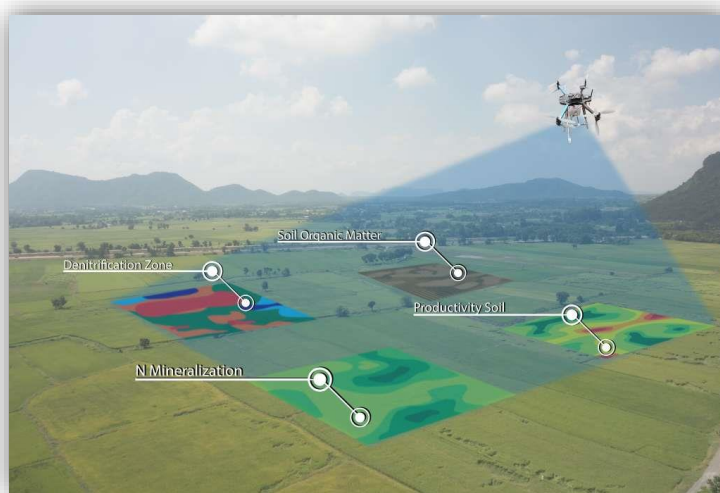 Soil Organic Matter
Denitrification Zone
Productivity Soil
N Mineralization